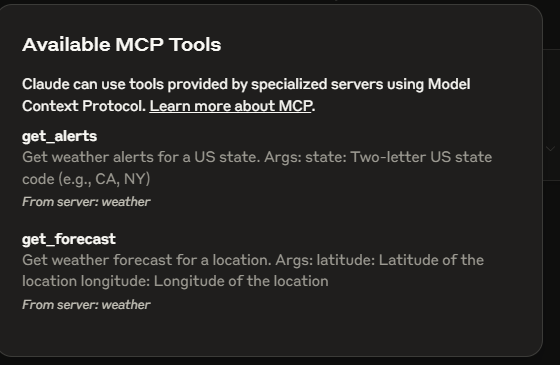 Available MCP Tools
Claude can use tools provided by specialized servers using Model
Context Protocol. Learn more about MCP.
get_alerts
Get weather alerts for a US state. Args: state: Two-letter US state
code (e.g., CA, NY)
From server: weather
get_forecast
Get weather forecast for a location. Args: latitude: Latitude of the
location longitude: Longitude of the location
From server: weather